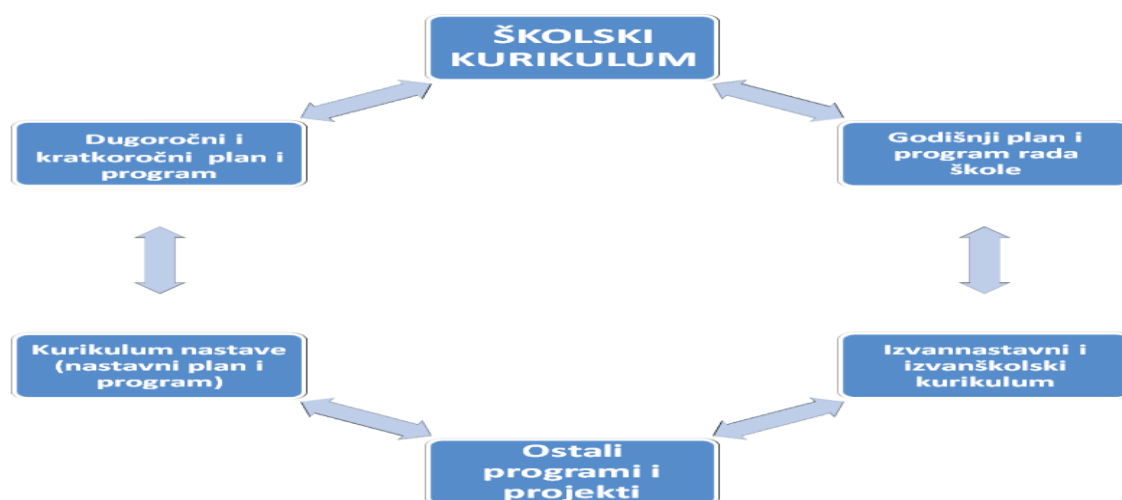 ŠKOLSKI
KURIKULUM
Dugoročni i
kratkoročni plan i
program
Godišnji plan i
program rada
škole
Kurikulum nastave
(nastavni plan i
program)
Izvannastavni i
izvanškolski
kurikulum
Ostali
programi i
projekti